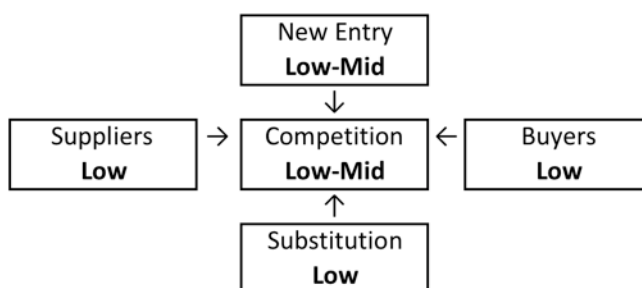 New Entry
Low-Mid
Suppliers
Low
Competition
Low-Mid
Buyers
Low
Substitution
Low